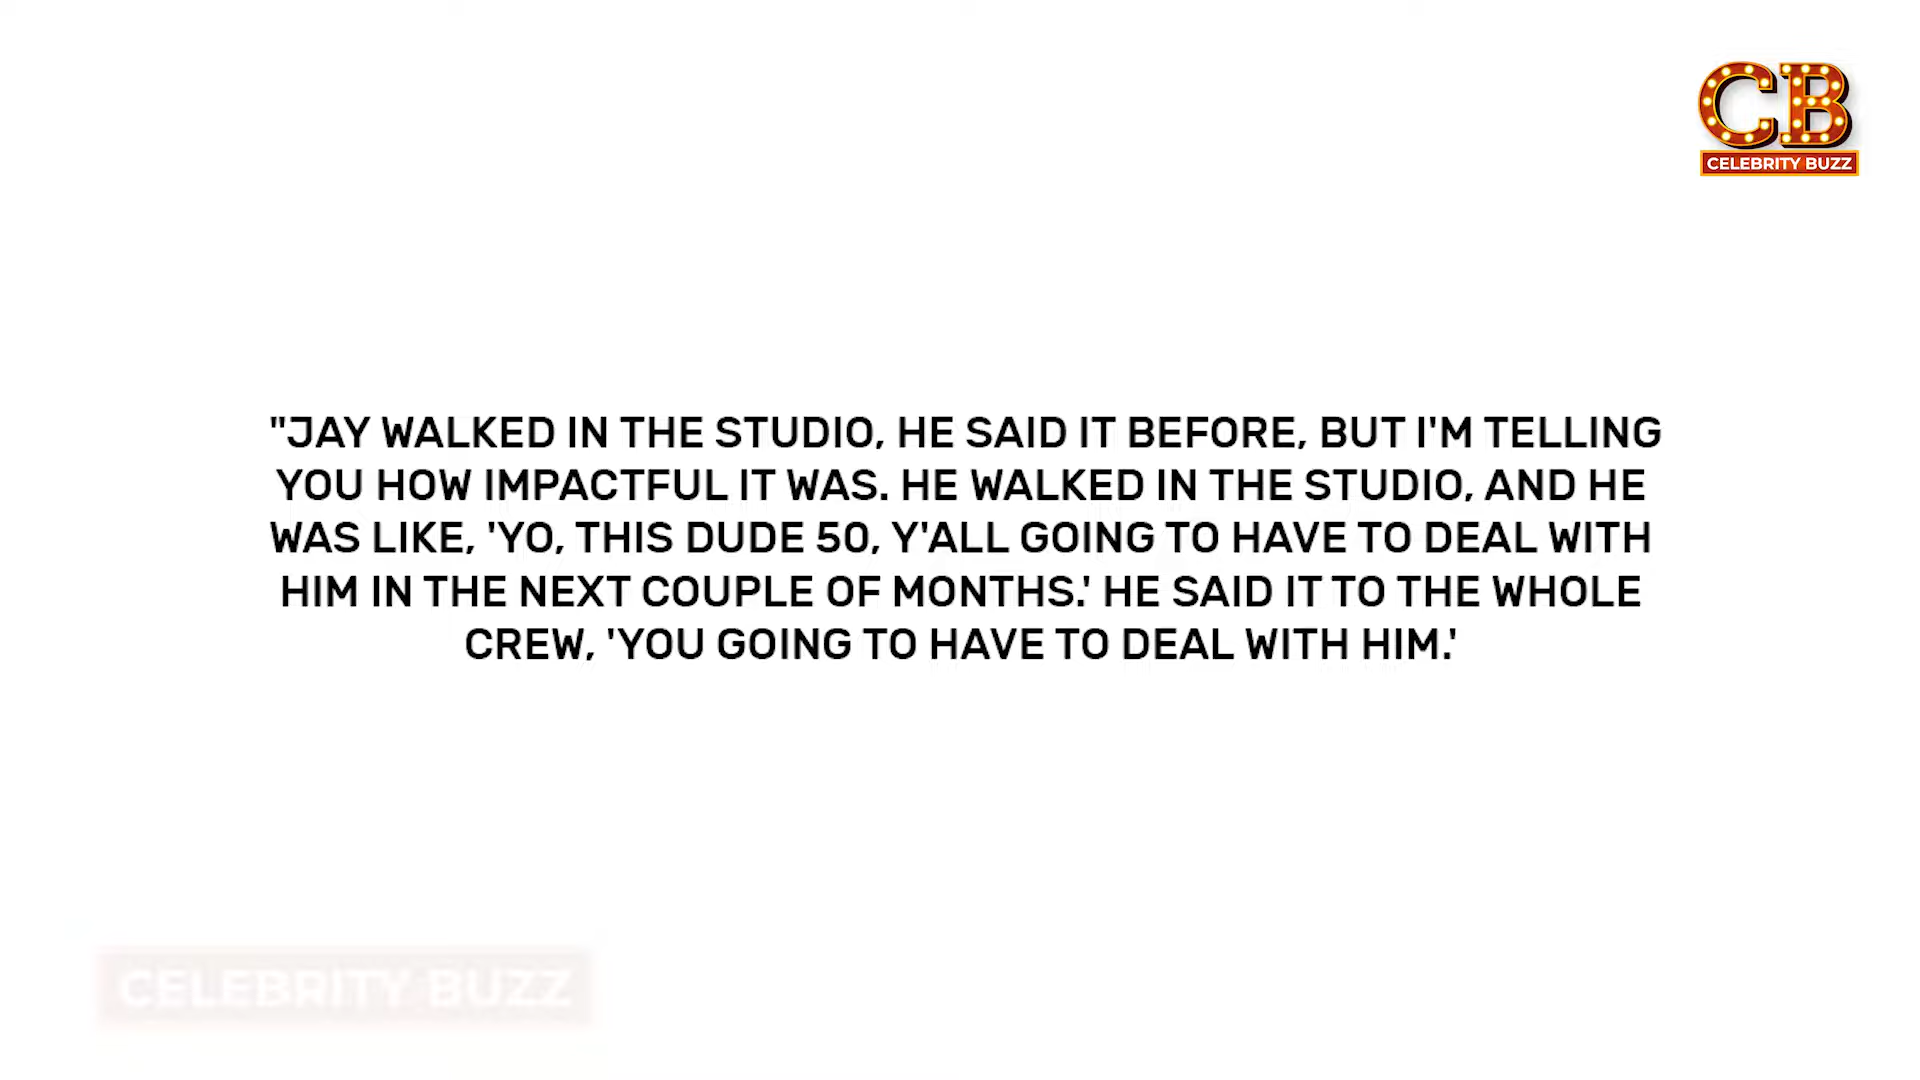 CB
CELEBRITY BUZZ
"JAY WALKED IN THE STUDIO, HE SAID IT BEFORE, BUT I'M TELLING
YOU HOW IMPACTFUL IT WAS. HE WALKED IN THE STUDIO, AND HE
WAS LIKE, 'YO, THIS DUDE 50, Y'ALL GOING TO HAVE TO DEAL WITH
HIM IN THE NEXT COUPLE OF MONTHS.' HE SAID IT TO THE WHOLE
CREW, 'YOU GOING TO HAVE TO DEAL WITH HIM.'
CELEBRITY BUZZ